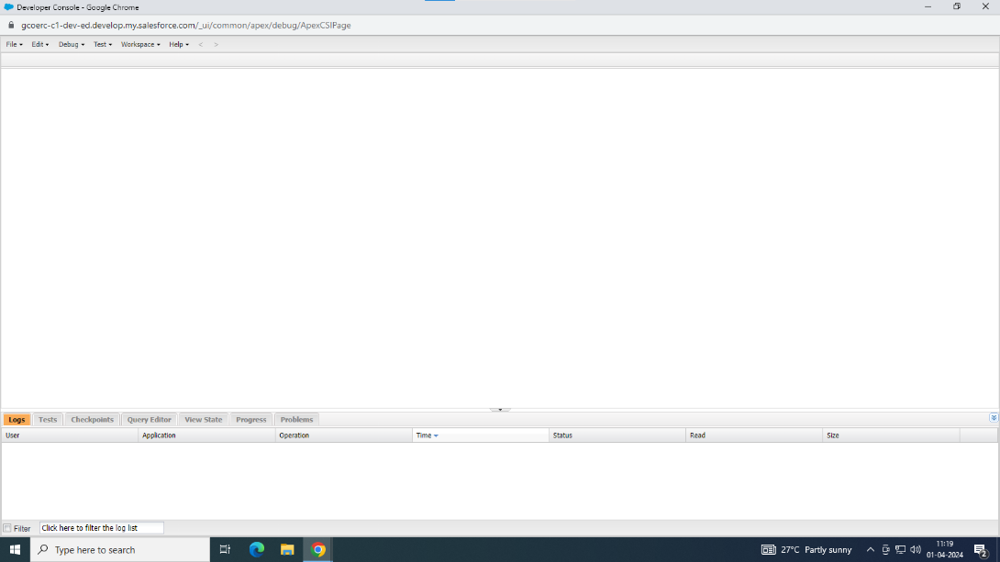 Developer Console - Google Chrome
gcoerc-c1-dev-ed.develop.my.salesforce.com/_ui/common/apex/debug/ApexCSIPage
File Edit Debug Test Workspace Help < >
Logs Tests Checkpoints Query Editor View State Progress Problems
User Application Operation Time Status Read Size
Filter Click here to filter the log list
Type here to search 27°C Partly sunny 11:19
01-04-2024 2